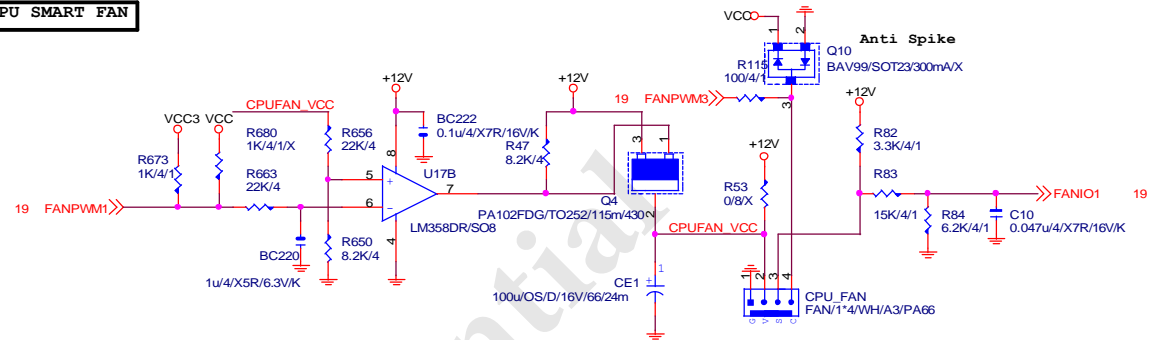 PU SMART FAN
VCC
1
2
Anti Spike
Q10
BAV99/SOT23/300mA/X
R115
100/4/1
3
19 FANPWM3
+12V
+12V
+12V
CPUFAN_VCC
VCC3
VCC
R680
1K/4/1/X
R656
22K/4
BC222
0.1u/4/X7R/16V/K
R47
8.2K/4
3
1
R82
3.3K/4/1
R673
1K/4/1
R663
22K/4
8
U17B
5
+
6
-
7
4
LM358DR/SO8
Q4
PA102FDG/TO252/115m/430
2
+12V
R53
0/8/X
R83
15K/4/1
FANIO1 19
19 FANPWM1
R84
6.2K/4/1
C10
0.047u/4/X7R/16V/K
CPUFAN_VCC
R650
8.2K/4
BC220
1u/4/X5R/6.3V/K
CE1
1
+
100u/OS/D/16V/66/24m
1
2
3
4
G
V
S
C
CPU_FAN
FAN/1*4/WH/A3/PA66